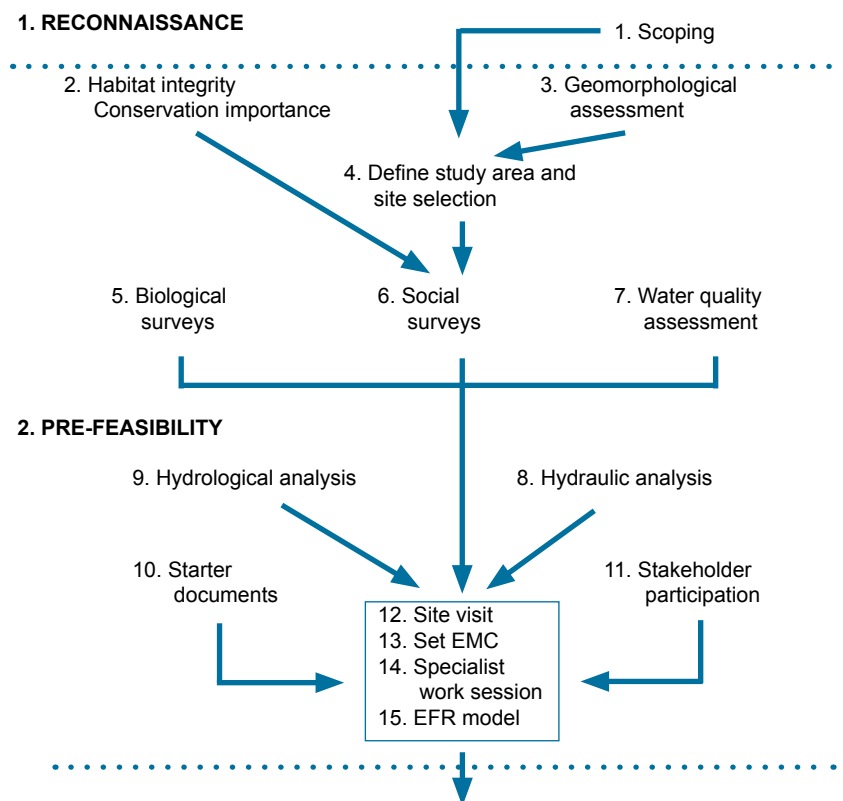 1. RECONNAISSANCE
1. Scoping
2. Habitat integrity
Conservation importance
3. Geomorphological
assessment
4. Define study area and
site selection
5. Biological
surveys
6. Social
surveys
7. Water quality
assessment
2. PRE-FEASIBILITY
9. Hydrological analysis
8. Hydraulic analysis
10. Starter
documents
11. Stakeholder
participation
12. Site visit
13. Set EMC
14. Specialist
work session
15. EFR model